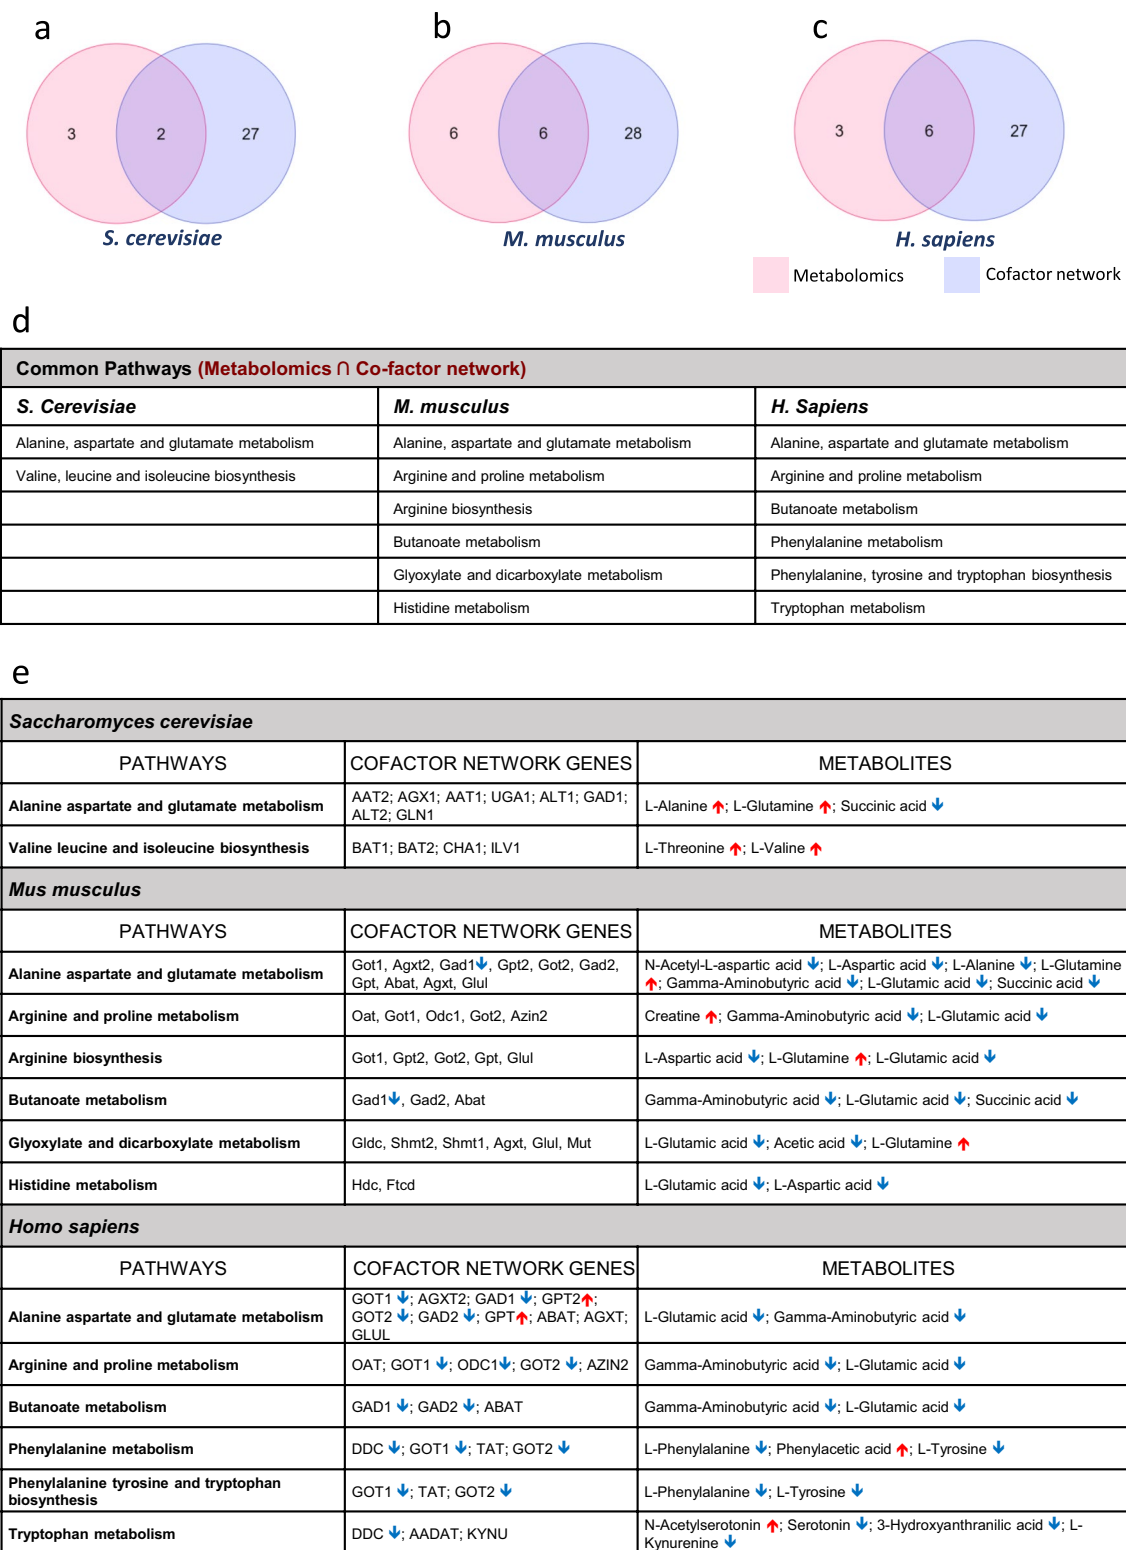 a
b
c
3
2
27
6
6
28
3
6
27
S. cerevisiae
M. musculus
H. sapiens
Metabolomics
Cofactor network
d
Common Pathways (Metabolomics ∩ Co-factor network)
S. Cerevisiae
M. musculus
H. Sapiens
Alanine, aspartate and glutamate metabolism
Alanine, aspartate and glutamate metabolism
Alanine, aspartate and glutamate metabolism
Valine, leucine and isoleucine biosynthesis
Arginine and proline metabolism
Arginine and proline metabolism
Arginine biosynthesis
Butanoate metabolism
Butanoate metabolism
Phenylalanine metabolism
Glyoxylate and dicarboxylate metabolism
Phenylalanine, tyrosine and tryptophan biosynthesis
Histidine metabolism
Tryptophan metabolism
e
Saccharomyces cerevisiae
PATHWAYS
COFACTOR NETWORK GENES
METABOLITES
Alanine aspartate and glutamate metabolism
AAT2; AGX1; AAT1; UGA1; ALT1; GAD1;
ALT2; GLN1
L-Alanine ↑; L-Glutamine ↑; Succinic acid ↓
Valine leucine and isoleucine biosynthesis
BAT1; BAT2; CHA1; ILV1
L-Threonine ↑; L-Valine ↑
Mus musculus
PATHWAYS
COFACTOR NETWORK GENES
METABOLITES
Alanine aspartate and glutamate metabolism
Got1, Agxt2, Gad1↓, Gpt2, Got2, Gad2,
Gpt, Abat, Agxt, Glul
N-Acetyl-L-aspartic acid ↓; L-Aspartic acid ↓; L-Alanine ↓; L-Glutamine
↑; Gamma-Aminobutyric acid ↓; L-Glutamic acid ↓; Succinic acid ↓
Arginine and proline metabolism
Oat, Got1, Odc1, Got2, Azin2
Creatine ↑; Gamma-Aminobutyric acid ↓; L-Glutamic acid ↓
Arginine biosynthesis
Got1, Gpt2, Got2, Gpt, Glul
L-Aspartic acid ↓; L-Glutamine ↑; L-Glutamic acid ↓
Butanoate metabolism
Gad1↓, Gad2, Abat
Gamma-Aminobutyric acid ↓; L-Glutamic acid ↓; Succinic acid ↓
Glyoxylate and dicarboxylate metabolism
Gldc, Shmt2, Shmt1, Agxt, Glul, Mut
L-Glutamic acid ↓; Acetic acid ↓; L-Glutamine ↑
Histidine metabolism
Hdc, Ftcd
L-Glutamic acid ↓; L-Aspartic acid ↓
Homo sapiens
PATHWAYS
COFACTOR NETWORK GENES
METABOLITES
Alanine aspartate and glutamate metabolism
GOT1 ↓; AGXT2; GAD1 ↓; GPT2↑;
GOT2 ↓; GAD2 ↓; GPT↑; ABAT; AGXT;
GLUL
L-Glutamic acid ↓; Gamma-Aminobutyric acid ↓
Arginine and proline metabolism
OAT; GOT1 ↓; ODC1↓; GOT2 ↓; AZIN2
Gamma-Aminobutyric acid ↓; L-Glutamic acid ↓
Butanoate metabolism
GAD1 ↓; GAD2 ↓; ABAT
Gamma-Aminobutyric acid ↓; L-Glutamic acid ↓
Phenylalanine metabolism
DDC ↓; GOT1 ↓; TAT; GOT2 ↓
L-Phenylalanine ↓; Phenylacetic acid ↑; L-Tyrosine ↓
Phenylalanine tyrosine and tryptophan
biosynthesis
GOT1 ↓; TAT; GOT2 ↓
L-Phenylalanine ↓; L-Tyrosine ↓
Tryptophan metabolism
DDC ↓; AADAT; KYNU
N-Acetylserotonin ↑; Serotonin ↓; 3-Hydroxyanthranilic acid ↓; L-
Kynurenine ↓